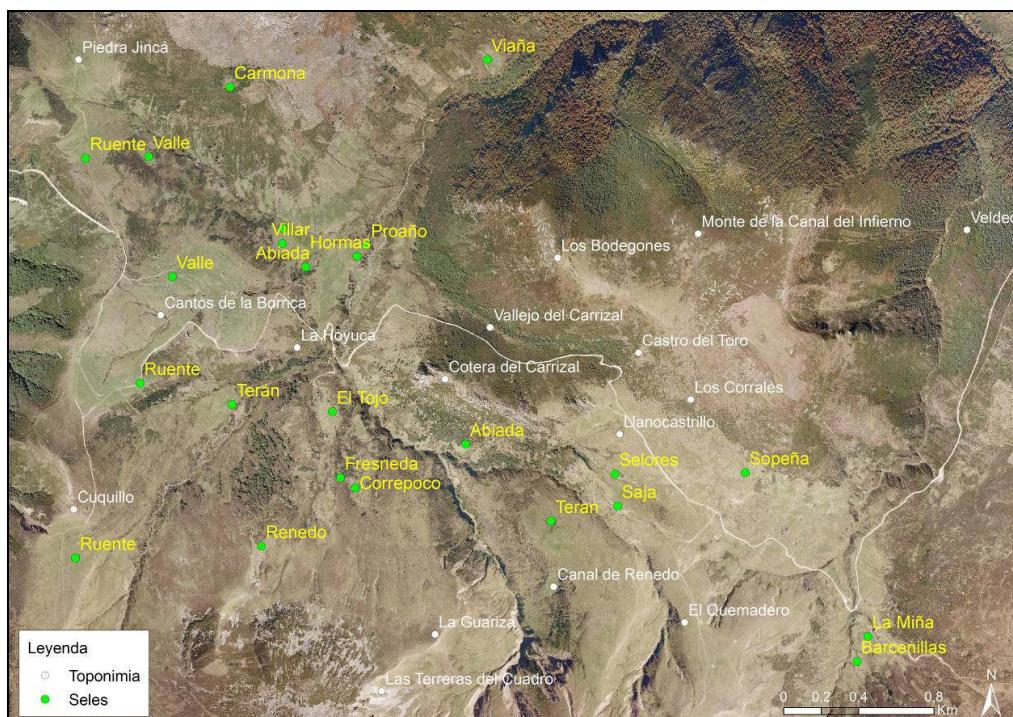 Piedra Jincá
Viaña
Carmona
Ruente
Valle
Villar
Hormas
Proaño
Abiada
Valle
Los Bodegones
Monte de la Canal del Infierno
Cantos de la Borrica
La Hoyuca
Vallejo del Carrizal
Castro del Toro
Ruente
Terán
El Tojo
Cotera del Carrizal
Los Corrales
Abiada
Llanocastrillo
Fresneda
Correpoco
Selores
Sopeña
Saja
Cuquillo
Ruente
Renedo
Terán
Canal de Renedo
El Quemadero
La Guariza
La Miña
Barcenillas
Las Terreras del Cuadro
Leyenda
Toponimia
Seles
0 0.2 0.4 0.8
Km
N